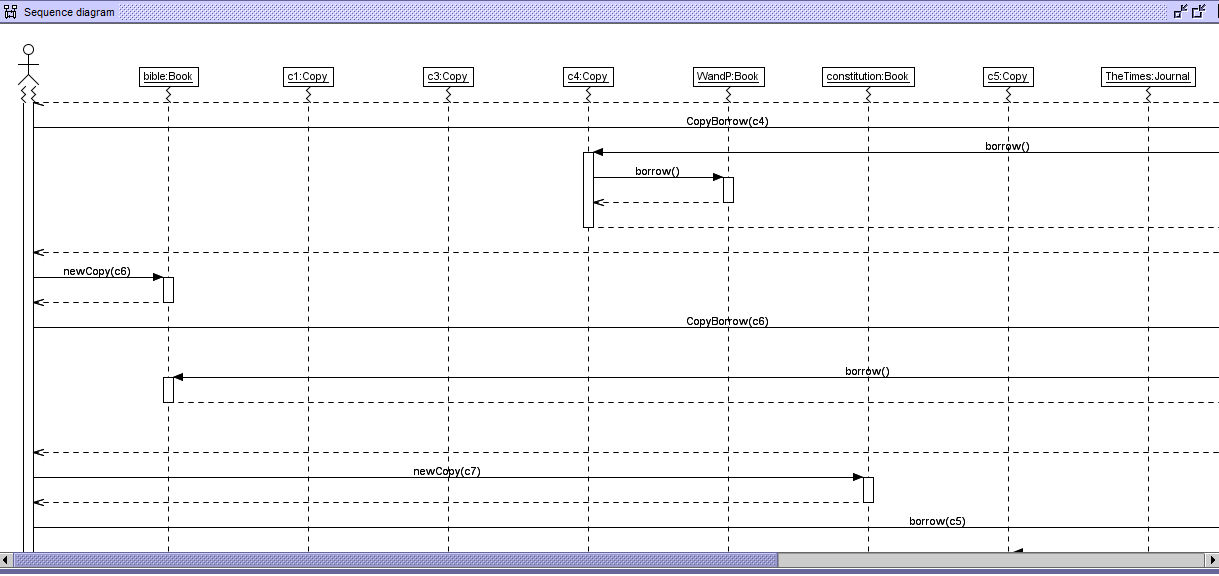 Sequence diagram
bible:Book
c1:Copy
c3:Copy
c4:Copy
WandP:Book
constitution:Book
c5:Copy
TheTimes:Journal
CopyBorrow(c4)
borrow()
borrow()
newCopy(c6)
CopyBorrow(c6)
borrow()
newCopy(c7)
borrow(c5)